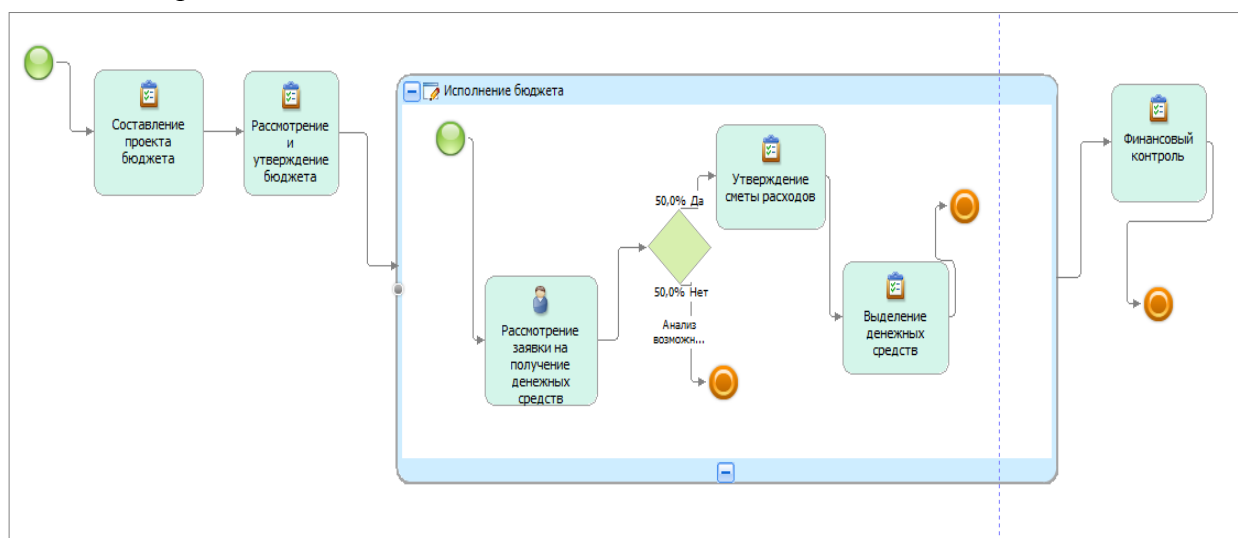 Составление
проекта
бюджета
Рассмотрение
и
утверждение
бюджета
Исполнение бюджета
Рассмотрение
заявки на
получение
денежных
средств
50,0% Да
50,0% Нет
Анализ
возможн...
Утверждение
сметы расходов
Выделение
денежных
средств
Финансовый
контроль